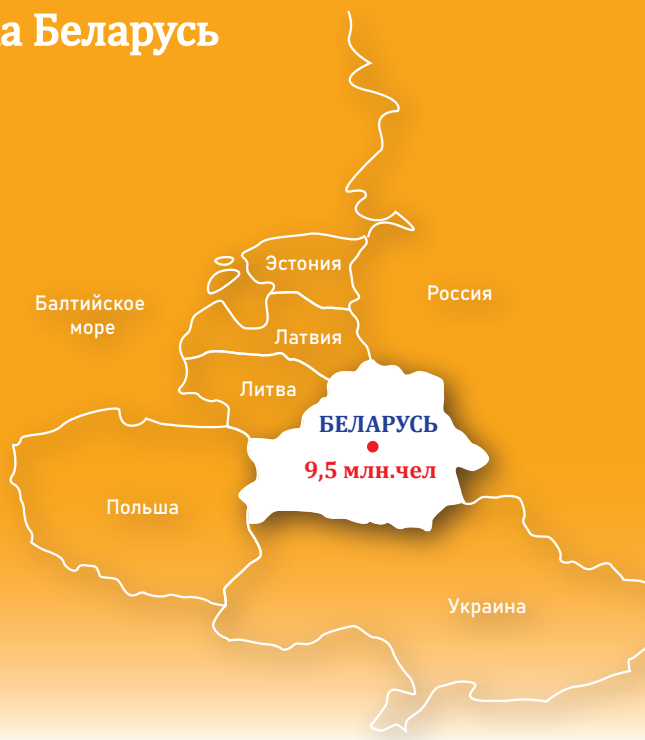 а Беларусь
Эстония
Балтийское
море
Россия
Латвия
Литва
БЕЛАРУСЬ
9,5 млн.чел
Польша
Украина